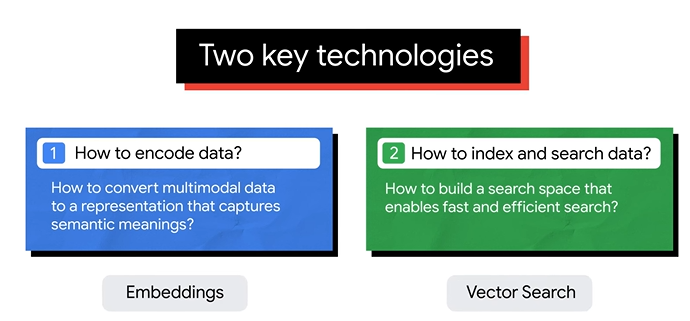 Two key technologies
1 How to encode data?
How to convert multimodal data
to a representation that captures
semantic meanings?
Embeddings
2 How to index and search data?
How to build a search space that
enables fast and efficient search?
Vector Search